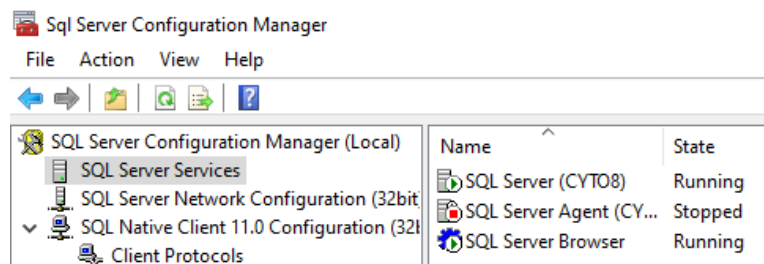 Sql Server Configuration Manager
File Action View Help
SQL Server Configuration Manager (Local)
SQL Server Services
SQL Server Network Configuration (32bit
SQL Native Client 11.0 Configuration (32
Client Protocols
Name State
SQL Server (CYTO8) Running
SQL Server Agent (CY... Stopped
SQL Server Browser Running